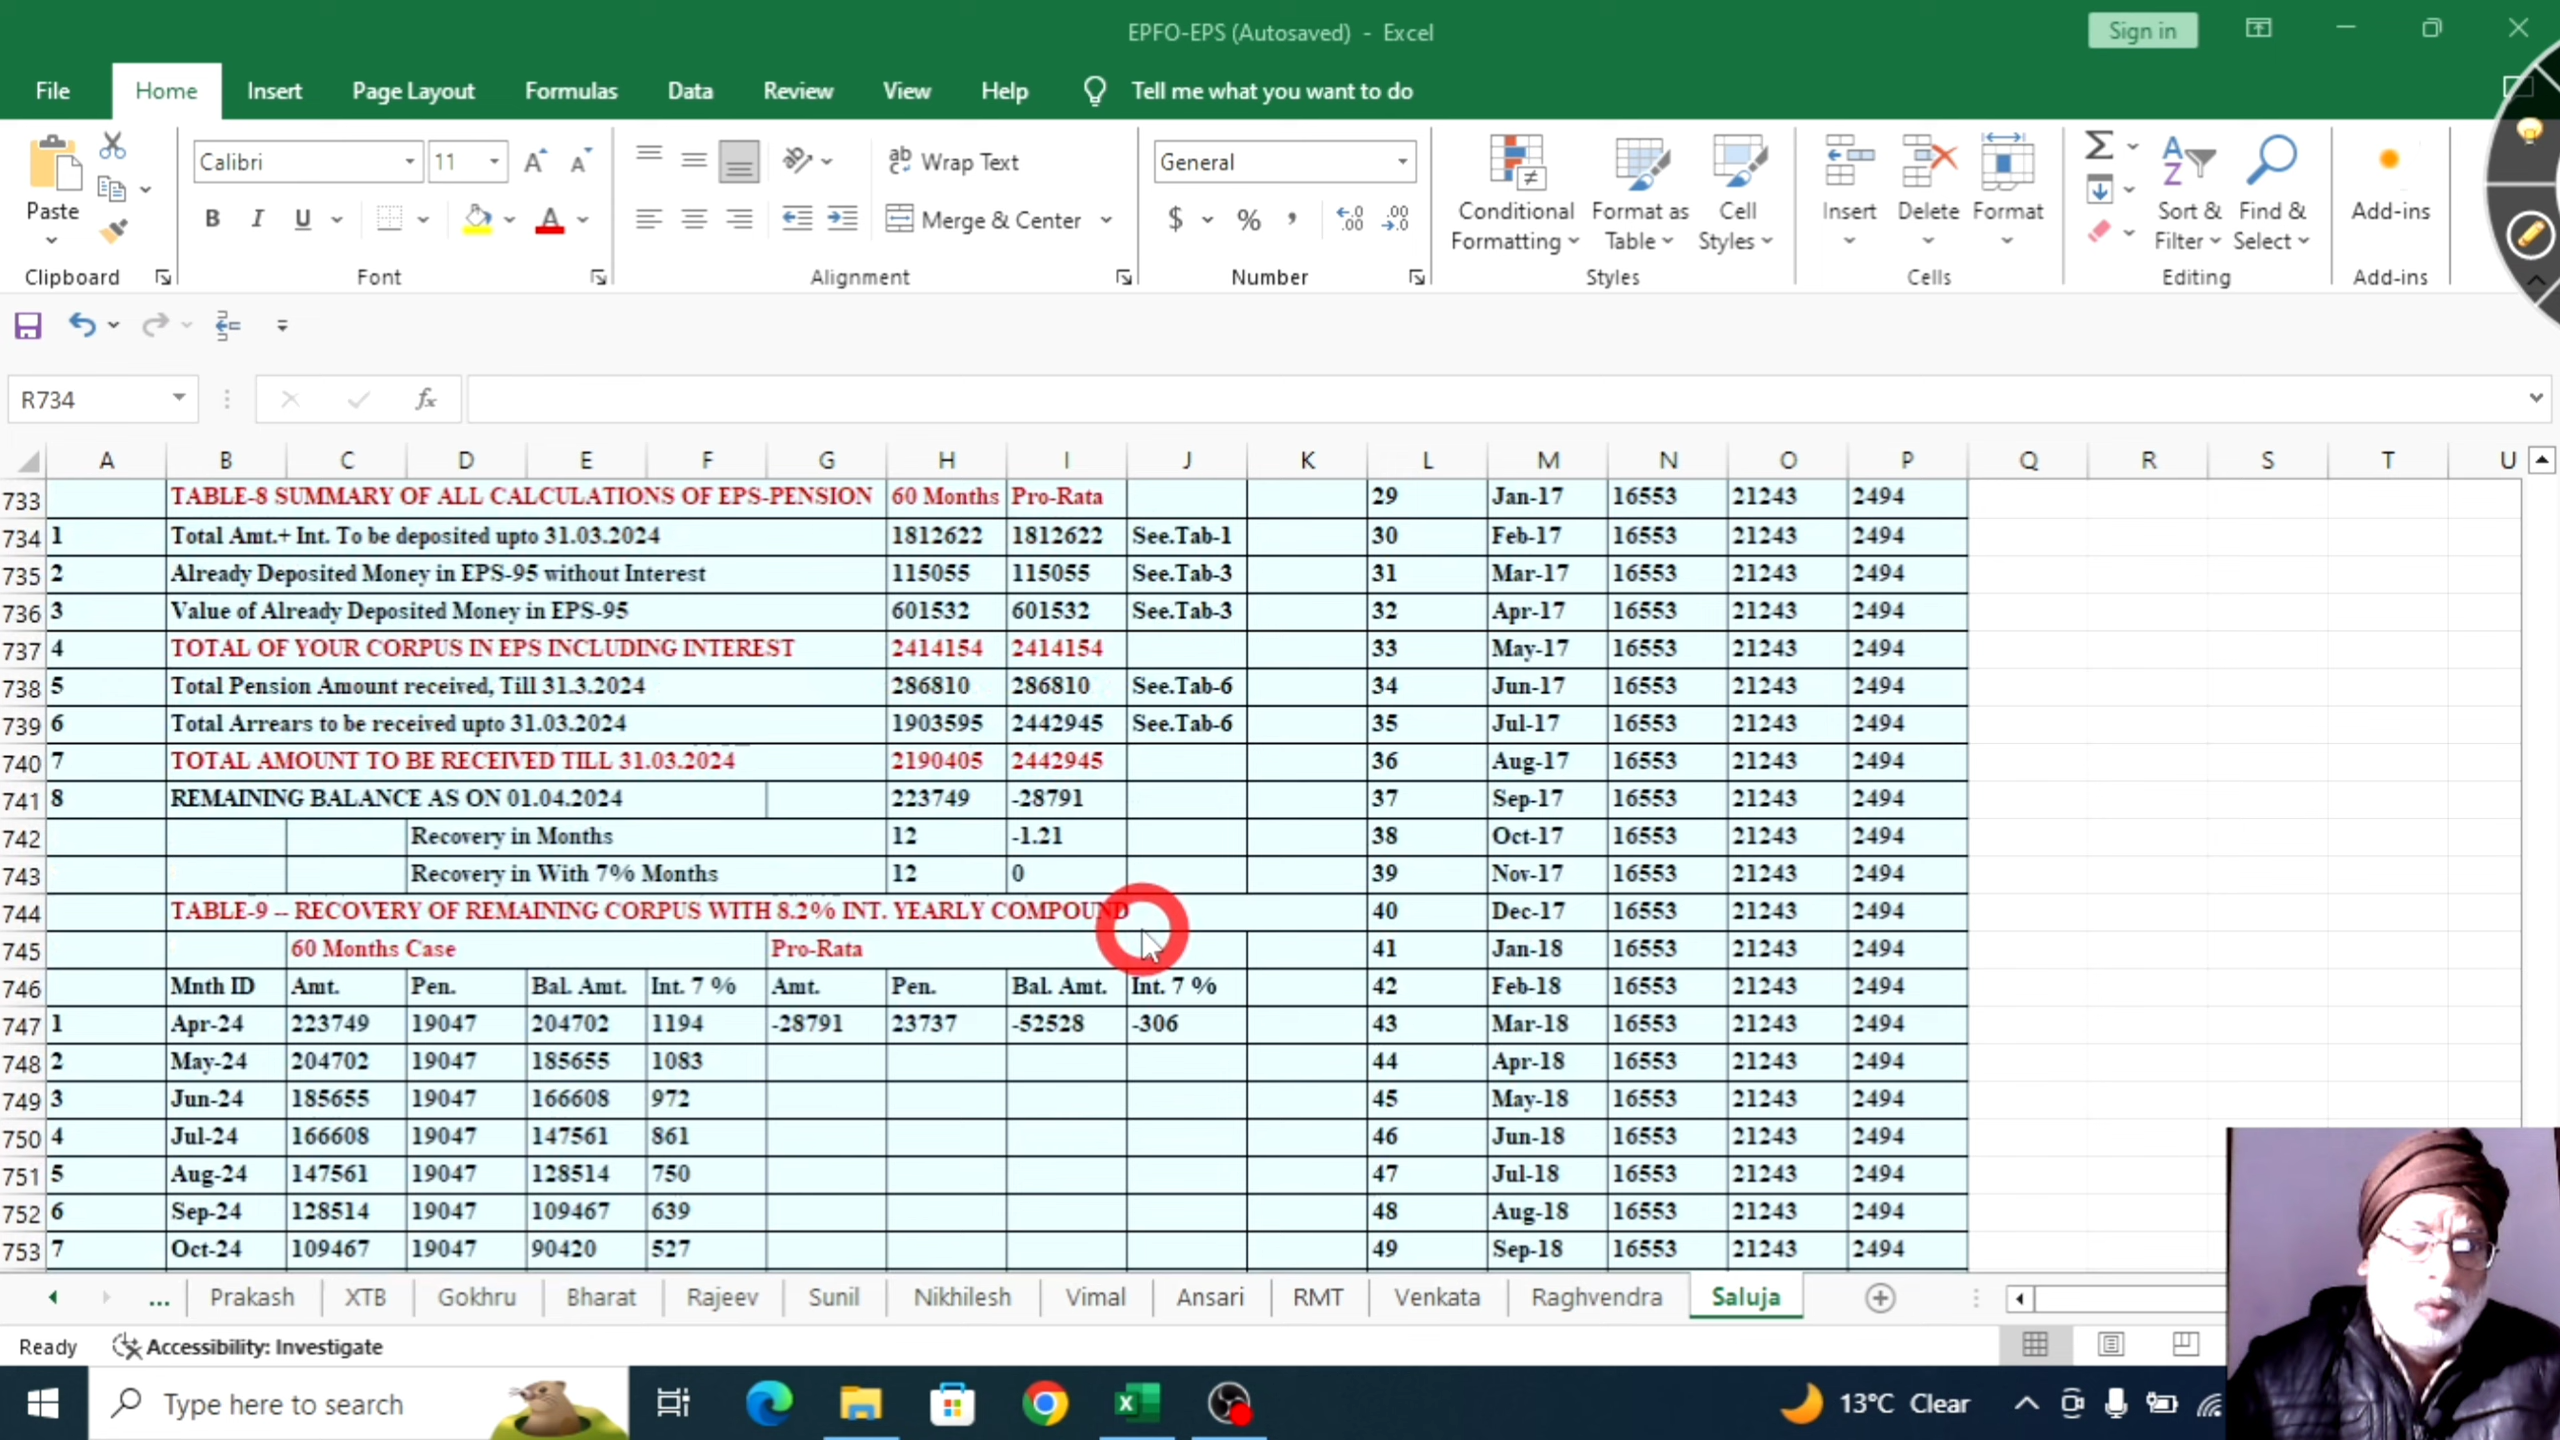 EPFO-EPS (Autosaved) - Excel
Sign in
File Home Insert Page Layout Formulas Data Review View Help Tell me what you want to do
Calibri 11 Wrap Text General
Paste Merge & Center $ % , Conditional Formatting Format as Table Cell Styles Insert Delete Format Sort & Filter Find & Select Add-ins
Clipboard Font Alignment Number Styles Cells Editing Add-ins
R734 fx
A B C D E F G H I J K L M N O P Q R S T U
733 TABLE-8 SUMMARY OF ALL CALCULATIONS OF EPS-PENSION 60 Months Pro-Rata 29 Jan-17 16553 21243 2494
734 1 Total Amt.+ Int. To be deposited upto 31.03.2024 1812622 1812622 See.Tab-1 30 Feb-17 16553 21243 2494
735 2 Already Deposited Money in EPS-95 without Interest 115055 115055 See.Tab-3 31 Mar-17 16553 21243 2494
736 3 Value of Already Deposited Money in EPS-95 601532 601532 See.Tab-3 32 Apr-17 16553 21243 2494
737 4 TOTAL OF YOUR CORPUS IN EPS INCLUDING INTEREST 2414154 2414154 33 May-17 16553 21243 2494
738 5 Total Pension Amount received, Till 31.3.2024 286810 286810 See.Tab-6 34 Jun-17 16553 21243 2494
739 6 Total Arrears to be received upto 31.03.2024 1903595 2442945 See.Tab-6 35 Jul-17 16553 21243 2494
740 7 TOTAL AMOUNT TO BE RECEIVED TILL 31.03.2024 2190405 2442945 36 Aug-17 16553 21243 2494
741 8 REMAINING BALANCE AS ON 01.04.2024 223749 -28791 37 Sep-17 16553 21243 2494
742 Recovery in Months 12 -1.21 38 Oct-17 16553 21243 2494
743 Recovery in With 7% Months 12 0 39 Nov-17 16553 21243 2494
744 TABLE-9 -- RECOVERY OF REMAINING CORPUS WITH 8.2% INT. YEARLY COMPOUND 40 Dec-17 16553 21243 2494
745 60 Months Case Pro-Rata 41 Jan-18 16553 21243 2494
746 Mnth ID Amt. Pen. Bal. Amt. Int. 7 % Amt. Pen. Bal. Amt. Int. 7 % 42 Feb-18 16553 21243 2494
747 1 Apr-24 223749 19047 204702 1194 -28791 23737 -52528 -306 43 Mar-18 16553 21243 2494
748 2 May-24 204702 19047 185655 1083 44 Apr-18 16553 21243 2494
749 3 Jun-24 185655 19047 166608 972 45 May-18 16553 21243 2494
750 4 Jul-24 166608 19047 147561 861 46 Jun-18 16553 21243 2494
751 5 Aug-24 147561 19047 128514 750 47 Jul-18 16553 21243 2494
752 6 Sep-24 128514 19047 109467 639 48 Aug-18 16553 21243 2494
753 7 Oct-24 109467 19047 90420 527 49 Sep-18 16553 21243 2494
... Prakash XTB Gokhru Bharat Rajeev Sunil Nikhilesh Vimal Ansari RMT Venkata Raghvendra Saluja
Ready Accessibility: Investigate
Type here to search 13°C Clear